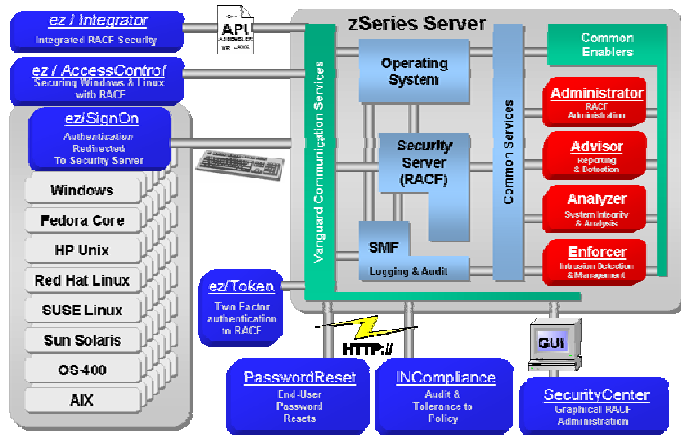 ez / Integrator
Integrated RACF Security
ez / AccessControl
Securing Windows & Linux
with RACF
ez/SignOn
Authentication
Redirected
To Security Server
Windows
Fedora Core
HP Unix
Red Hat Linux
SUSE Linux
Sun Solaris
OS-400
AIX
API
ASSEMBLER
zSeries Server
Vanguard Communication Services
Operating
System
Security
Server
(RACF)
SMF
Logging & Audit
Common Services
Common
Enablers
Administrator
RACF
Administration
Advisor
Reporting
& Detection
Analyzer
System Integrity
& Analysis
Enforcer
Intrusion Detection
& Management
ez/Token
Two Factor
authentication
to RACF
HTTP://
GUI
PasswordReset
End-User
Password
Resets
INCompliance
Audit &
Tolerance to
Policy
SecurityCenter
Graphical RACF
Administration